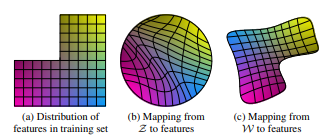 (a) Distribution of
features in training set
(b) Mapping from
𝒵 to features
(c) Mapping from
𝒲 to features